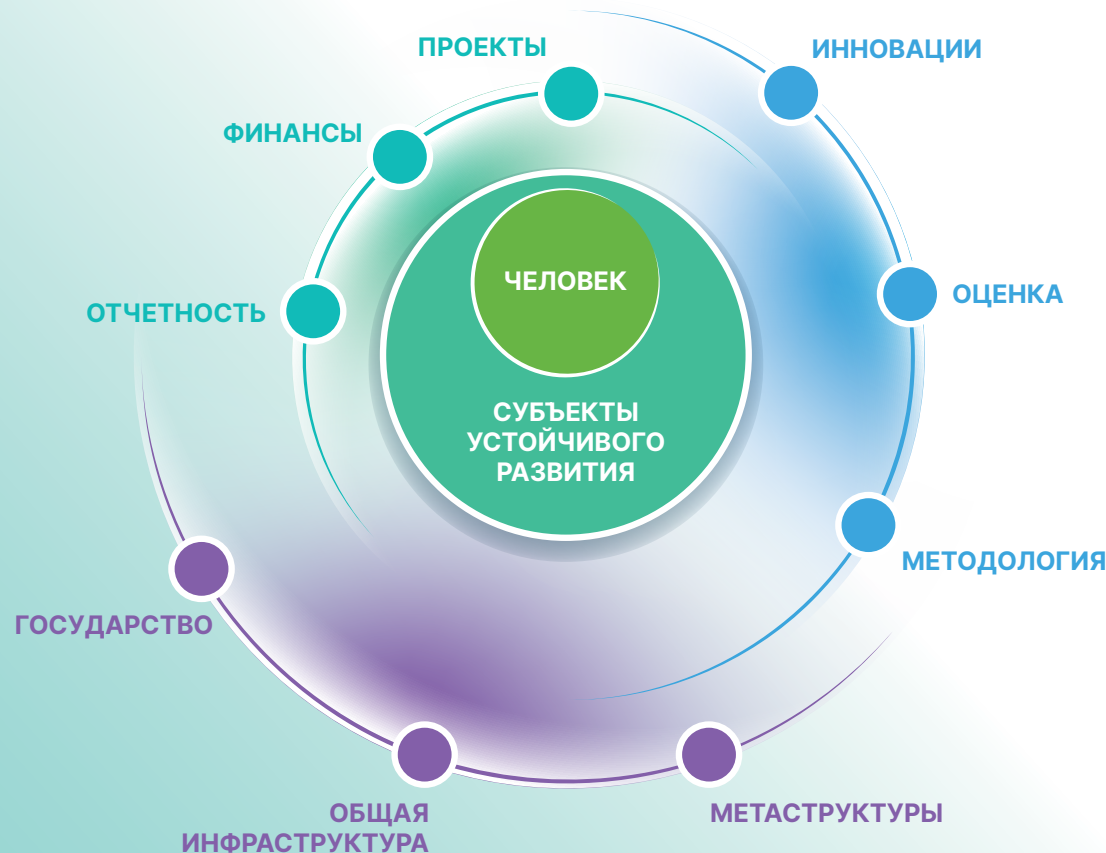 ПРОЕКТЫ
ИННОВАЦИИ
ФИНАНСЫ
ЧЕЛОВЕК
ОЦЕНКА
ОТЧЕТНОСТЬ
СУБЪЕКТЫ
УСТОЙЧИВОГО
РАЗВИТИЯ
МЕТОДОЛОГИЯ
ГОСУДАРСТВО
ОБЩАЯ
ИНФРАСТРУКТУРА
МЕТАСТРУКТУРЫ